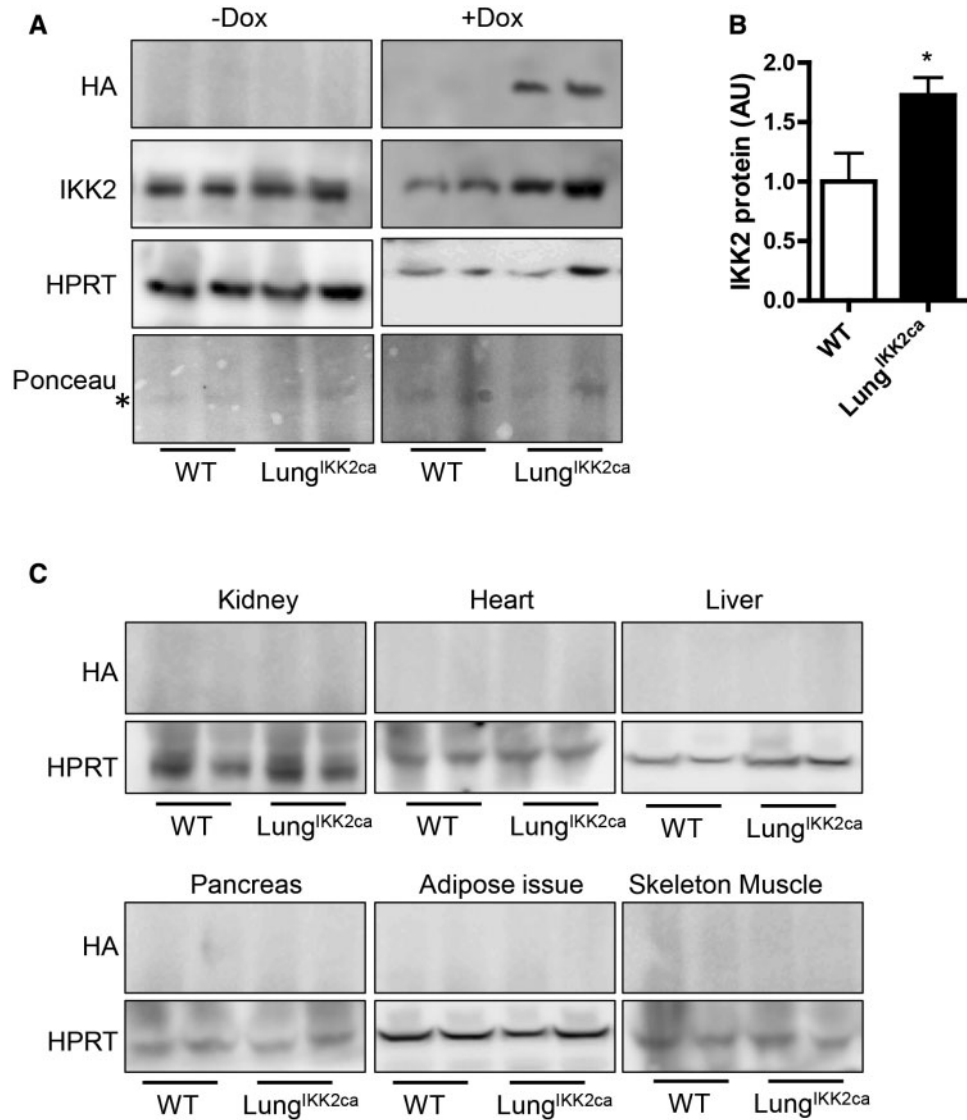 A
-Dox
+Dox
HA
IKK2
HPRT
Ponceau
*
WT
Lung^IKK2ca
WT
Lung^IKK2ca
B
*
IKK2 protein (AU)
2.0
1.5
1.0
0.5
0.0
WT
Lung^IKK2ca
C
Kidney
Heart
Liver
HA
HPRT
WT
Lung^IKK2ca
WT
Lung^IKK2ca
WT
Lung^IKK2ca
Pancreas
Adipose issue
Skeleton Muscle
HA
HPRT
WT
Lung^IKK2ca
WT
Lung^IKK2ca
WT
Lung^IKK2ca